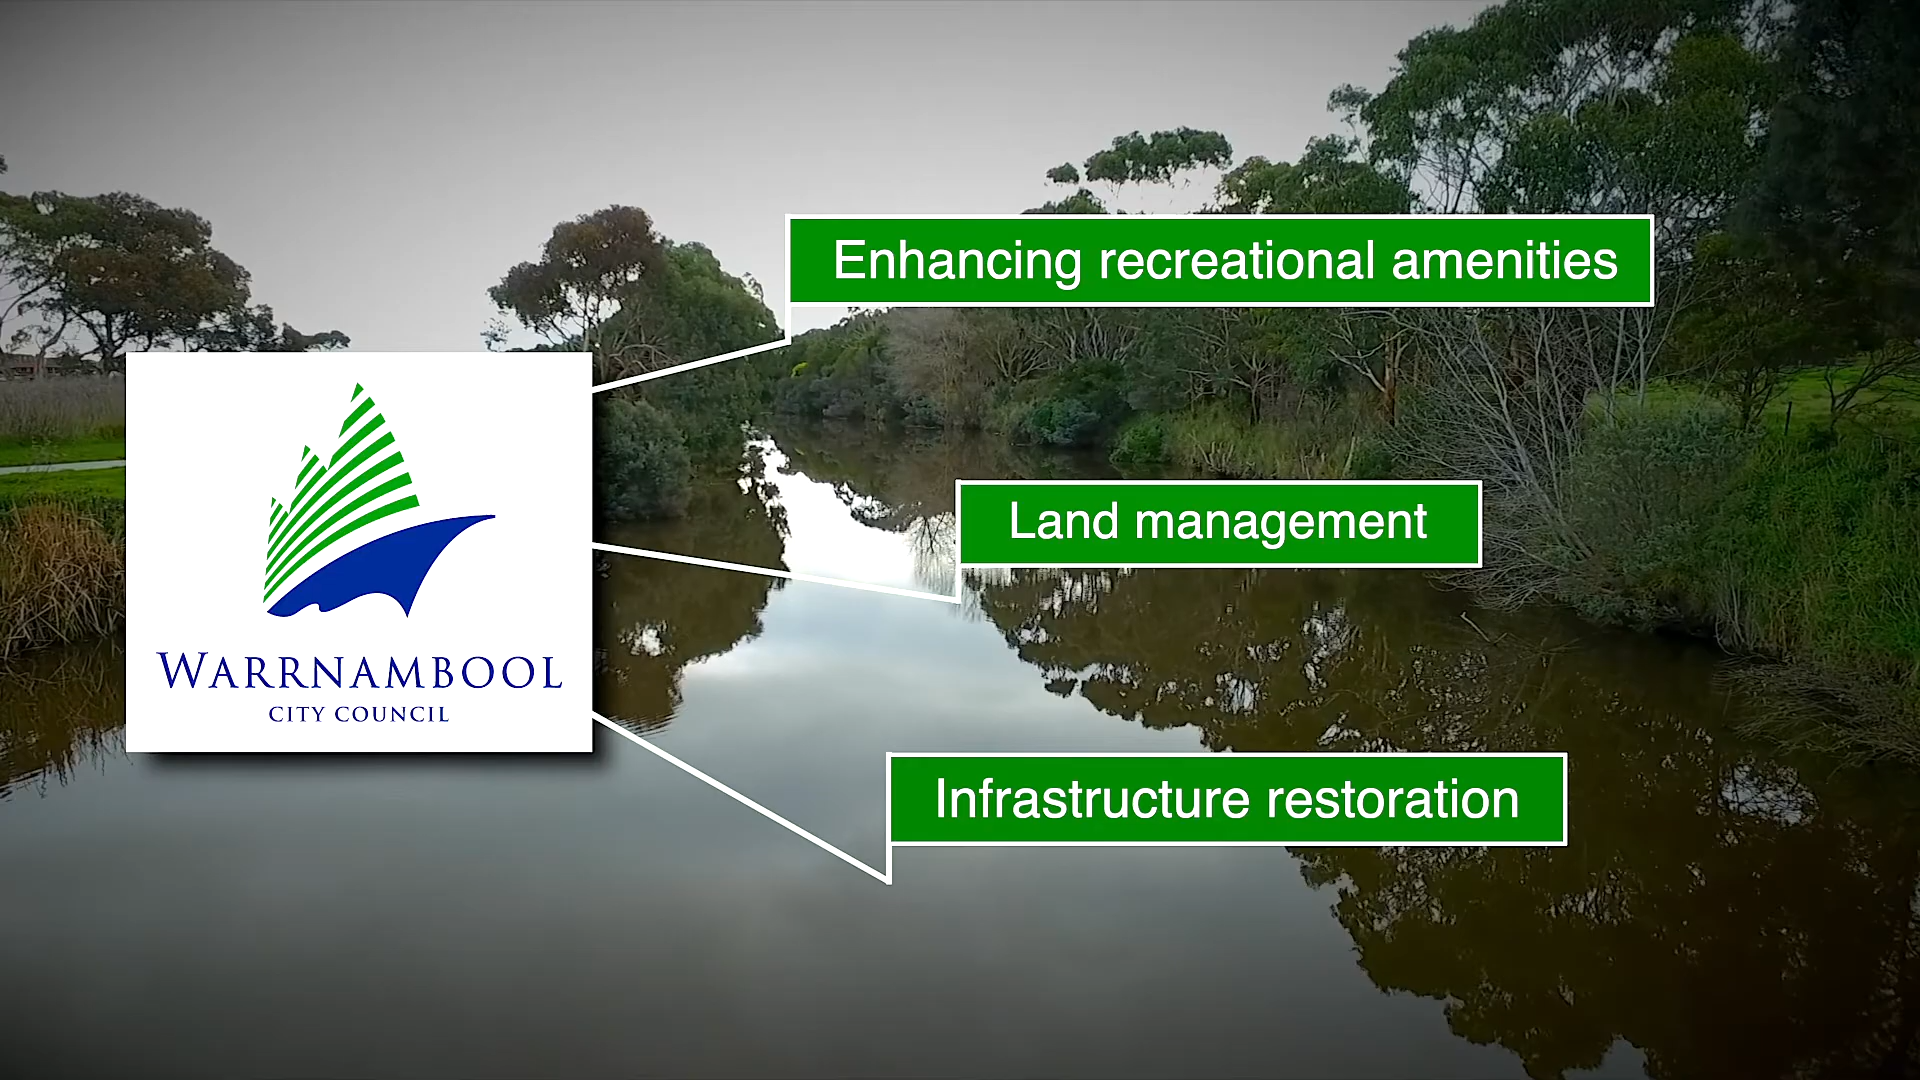 Enhancing recreational amenities
Land management
WARRNAMBOOL
CITY COUNCIL
Infrastructure restoration